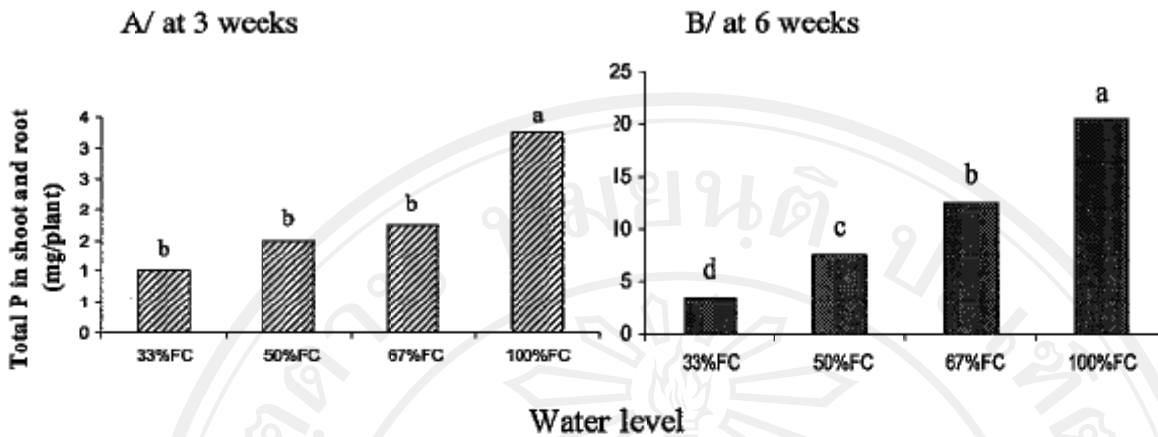 A/ at 3 weeks
Total P in shoot and root
(mg/plant)
4
3
3
2
2
1
1
0
b
b
b
a
33%FC 50%FC 67%FC 100%FC
B/ at 6 weeks
25
20
15
10
5
0
d
c
b
a
33%FC 50%FC 67%FC 100%FC
Water level